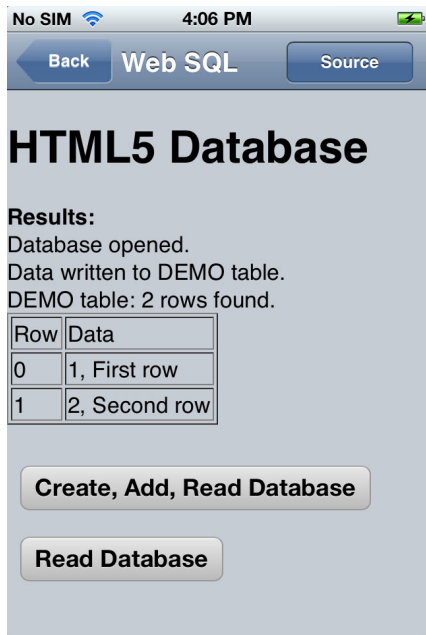 No SIM 4:06 PM
Back Web SQL Source
HTML5 Database
Results:
Database opened.
Data written to DEMO table.
DEMO table: 2 rows found.
Row Data
0 1, First row
1 2, Second row
Create, Add, Read Database
Read Database